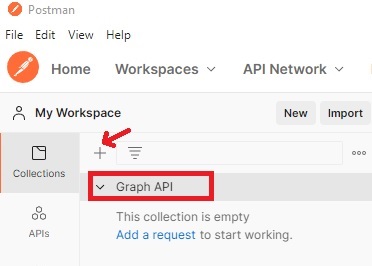 Postman
File Edit View Help
Home Workspaces API Network
My Workspace New Import
Collections
Graph API
This collection is empty
Add a request to start working.
APIs